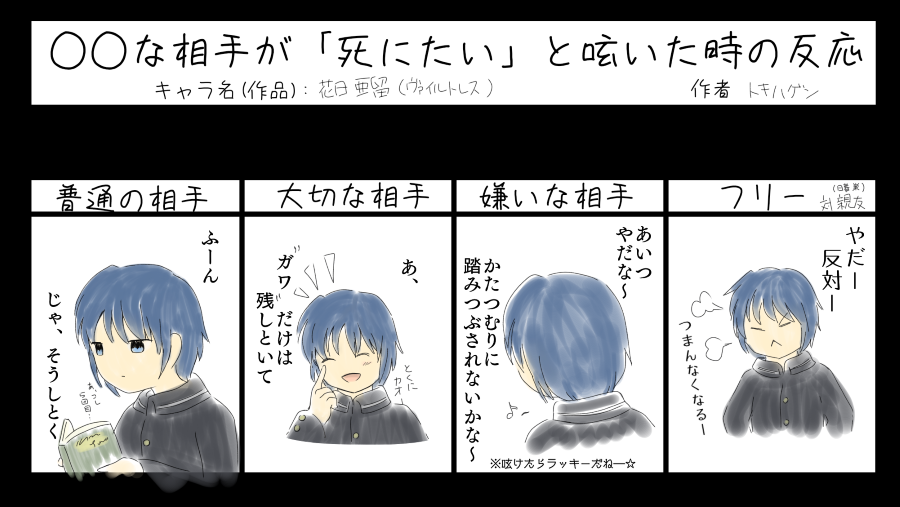 〇〇な相手が「死にたい」と呟いた時の反応
キャラ名(作品):花日 亜留(ヴァイルトレス)
作者 トキハゲン
普通の相手
ふーん
じゃ、そうしとく
大切な相手
あ、
ガワだけは
残しといて
とくに
カオ
嫌いな相手
あいつ
やだな〜
かたつむりに
踏みつぶされないかな〜
※呟けたらラッキーだね―☆
フリー
対親友
やだー
反対ー
つまんなくなるー